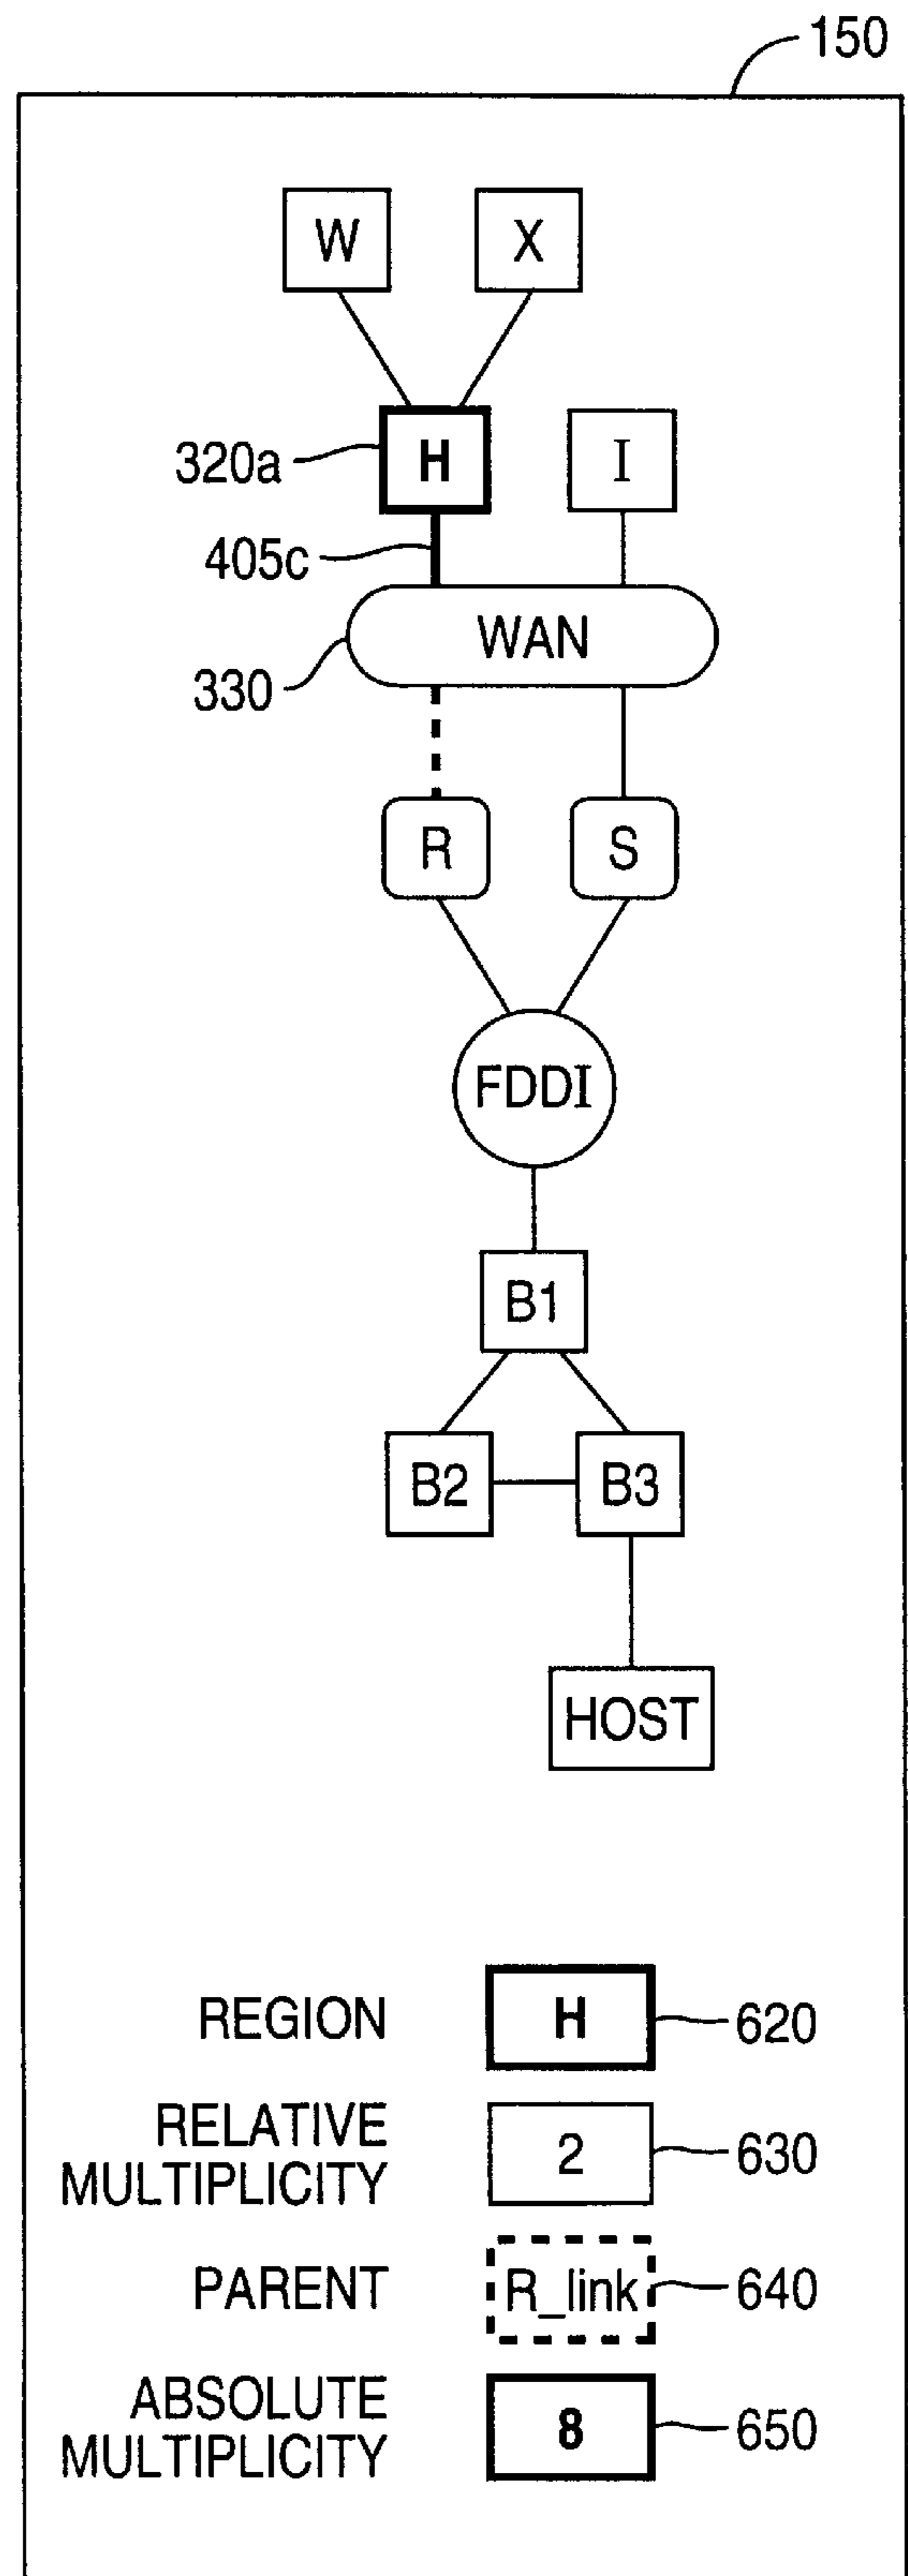 150
W
X
320a
H
I
405c
WAN
330
R
S
FDDI
B1
B2
B3
HOST
REGION
H
620
RELATIVE
MULTIPLICITY
2
630
PARENT
R_link
640
ABSOLUTE
MULTIPLICITY
8
650